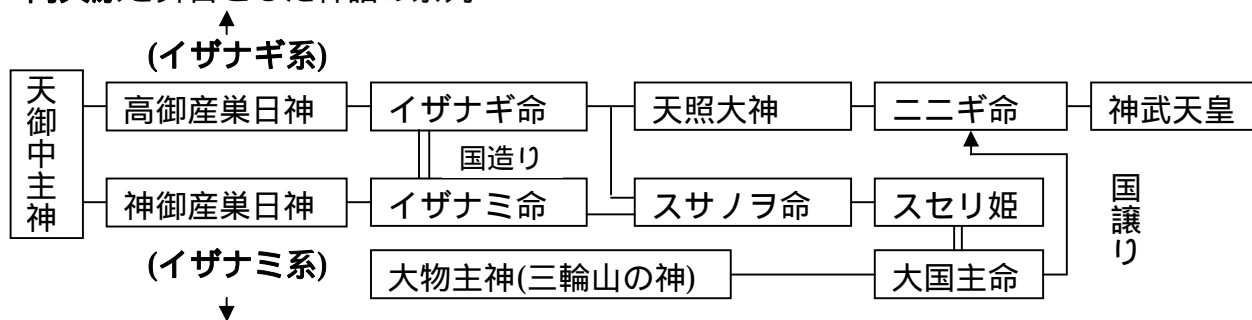 (イザナギ系)
天御中主神
高御産巣日神
イザナギ命
天照大神
ニニギ命
神武天皇
国造り
神御産巣日神
イザナミ命
スサノヲ命
スセリ姫
国譲り
(イザナミ系)
大物主神(三輪山の神)
大国主命